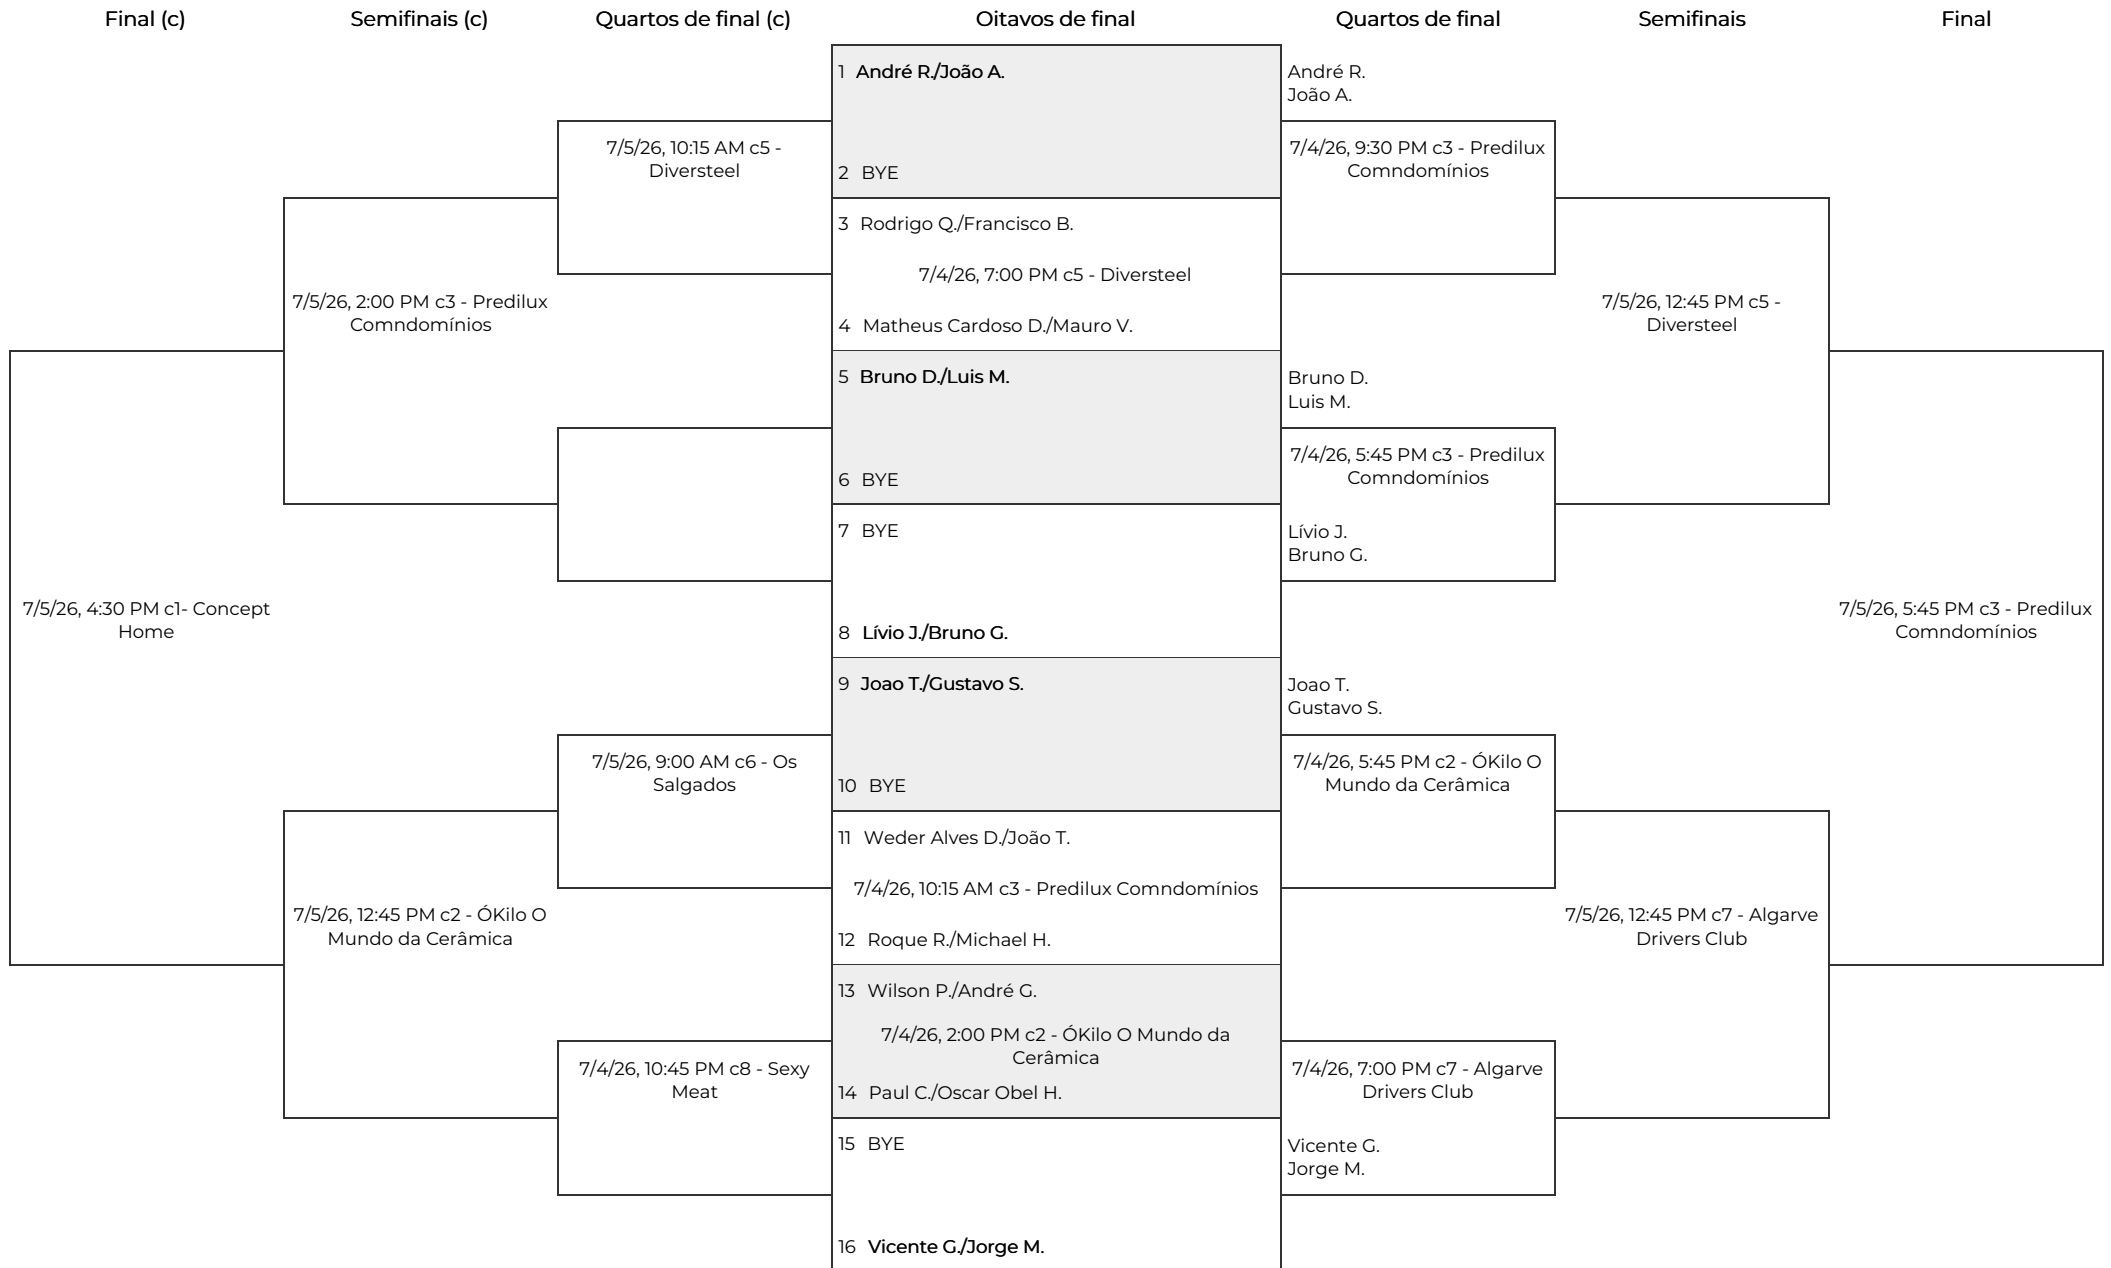 Final (c)
Semifinais (c)
Quartos de final (c)
Oitavos de final
Quartos de final
Semifinais
Final
7/5/26, 4:30 PM c1- Concept
Home
7/5/26, 2:00 PM c3 - Predilux
Comndomínios
7/5/26, 12:45 PM c2 - ÓKilo O
Mundo da Cerâmica
7/5/26, 10:15 AM c5 -
Diversteel
7/5/26, 9:00 AM c6 - Os
Salgados
7/4/26, 10:45 PM c8 - Sexy
Meat
1 André R./João A.
2 BYE
3 Rodrigo Q./Francisco B.
7/4/26, 7:00 PM c5 - Diversteel
4 Matheus Cardoso D./Mauro V.
5 Bruno D./Luis M.
6 BYE
7 BYE
8 Lívio J./Bruno G.
9 Joao T./Gustavo S.
10 BYE
11 Weder Alves D./João T.
7/4/26, 10:15 AM c3 - Predilux Comndomínios
12 Roque R./Michael H.
13 Wilson P./André G.
7/4/26, 2:00 PM c2 - ÓKilo O Mundo da
Cerâmica
14 Paul C./Oscar Obel H.
15 BYE
16 Vicente G./Jorge M.
André R.
João A.
7/4/26, 9:30 PM c3 - Predilux
Comndomínios
Bruno D.
Luis M.
7/4/26, 5:45 PM c3 - Predilux
Comndomínios
Lívio J.
Bruno G.
Joao T.
Gustavo S.
7/4/26, 5:45 PM c2 - ÓKilo O
Mundo da Cerâmica
7/4/26, 7:00 PM c7 - Algarve
Drivers Club
Vicente G.
Jorge M.
7/5/26, 12:45 PM c5 -
Diversteel
7/5/26, 12:45 PM c7 - Algarve
Drivers Club
7/5/26, 5:45 PM c3 - Predilux
Comndomínios